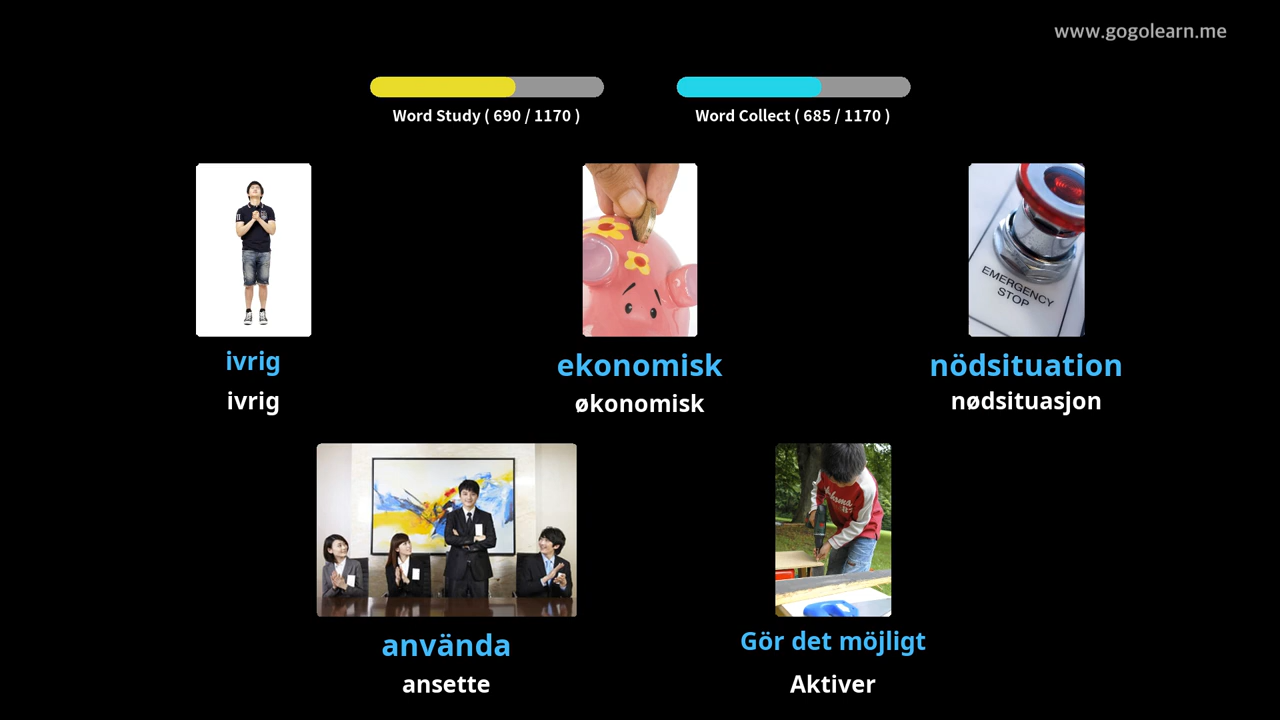 www.gogolearn.me
Word Study ( 690 / 1170 )
Word Collect ( 685 / 1170 )
EMERGENCY
STOP
ivrig
ivrig
ekonomisk
økonomisk
nödsituation
nødsituasjon
använda
ansette
Gör det möjligt
Aktiver